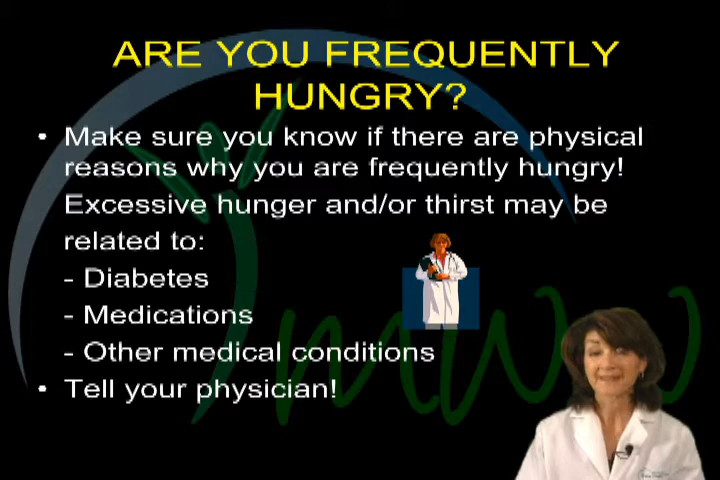 ARE YOU FREQUENTLY
HUNGRY?
• Make sure you know if there are physical
reasons why you are frequently hungry!
Excessive hunger and/or thirst may be
related to:
- Diabetes
- Medications
- Other medical conditions
• Tell your physician!
mww